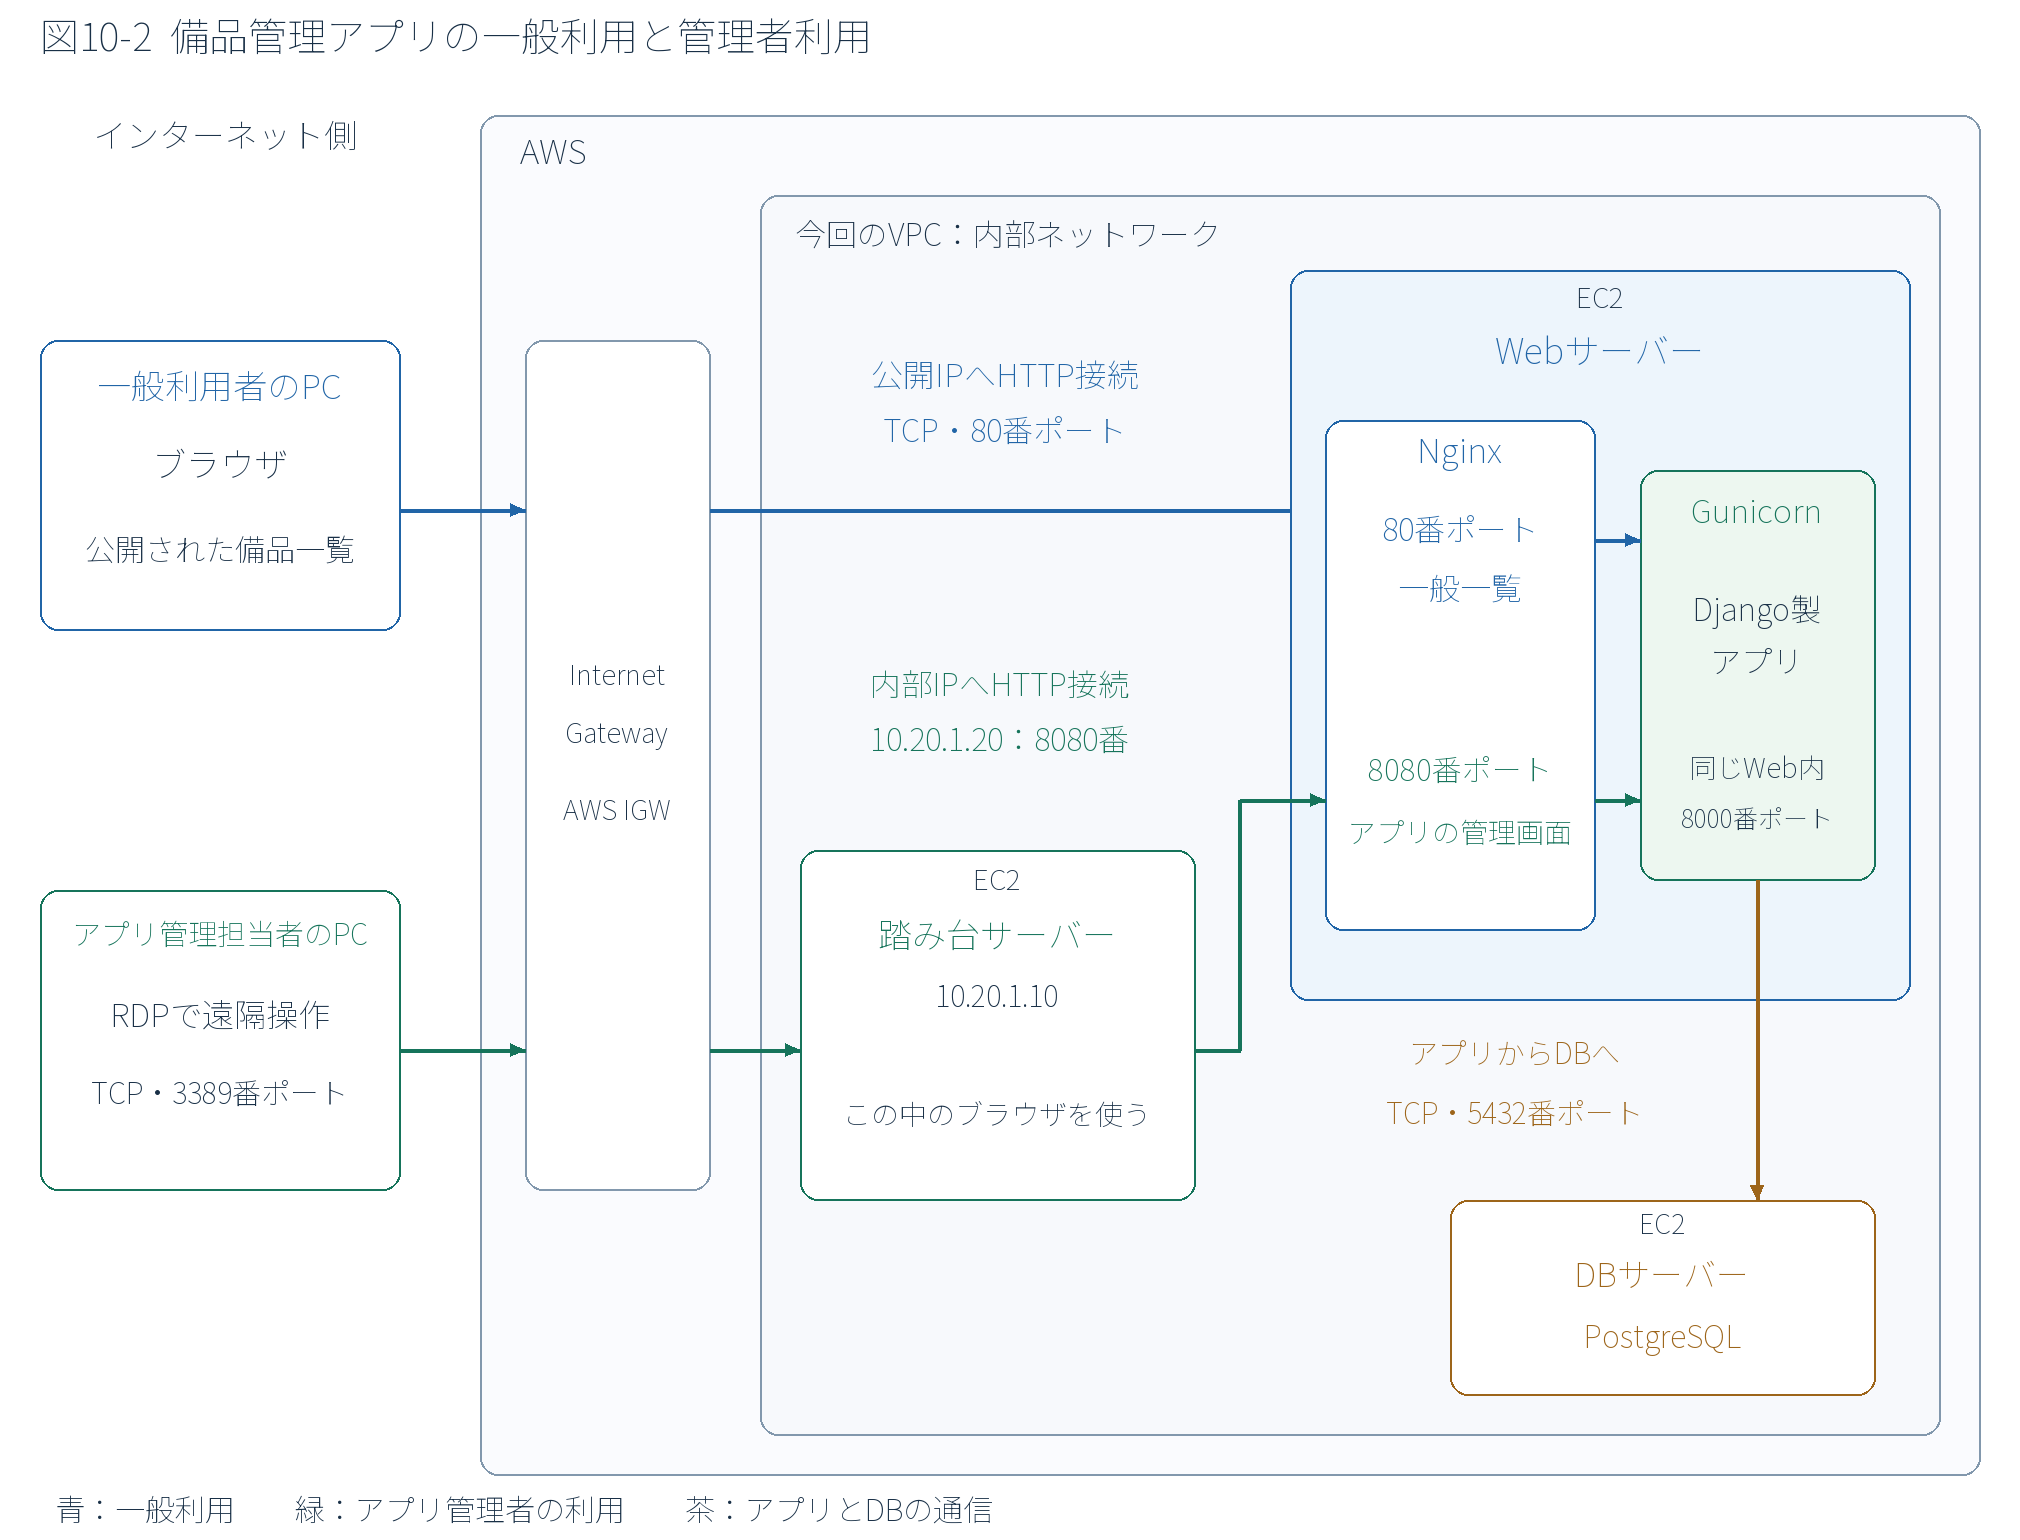 図10-2 備品管理アプリの一般利用と管理者利用
インターネット側
AWS
今回のVPC：内部ネットワーク
一般利用者のPC
ブラウザ
公開された備品一覧
アプリ管理担当者のPC
RDPで遠隔操作
TCP・3389番ポート
Internet
Gateway
AWS IGW
公開IPへHTTP接続
TCP・80番ポート
内部IPへHTTP接続
10.20.1.20：8080番
EC2
踏み台サーバー
10.20.1.10
この中のブラウザを使う
EC2
Webサーバー
Nginx
80番ポート
一般一覧
8080番ポート
アプリの管理画面
Gunicorn
Django製
アプリ
同じWeb内
8000番ポート
アプリからDBへ
TCP・5432番ポート
EC2
DBサーバー
PostgreSQL
青：一般利用 緑：アプリ管理者の利用 茶：アプリとDBの通信